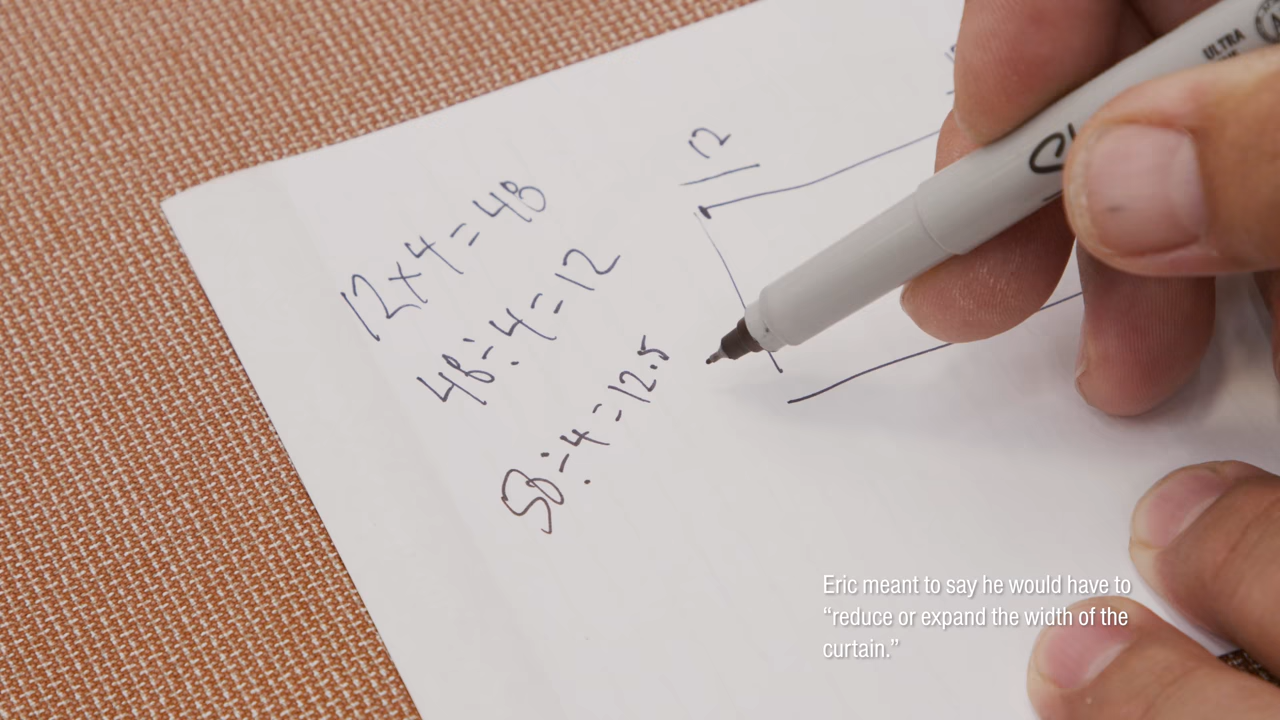 12x4=48
48÷4=12
50÷4=12.5
12
ULTRA
Eric meant to say he would have to
“reduce or expand the width of the
curtain.”